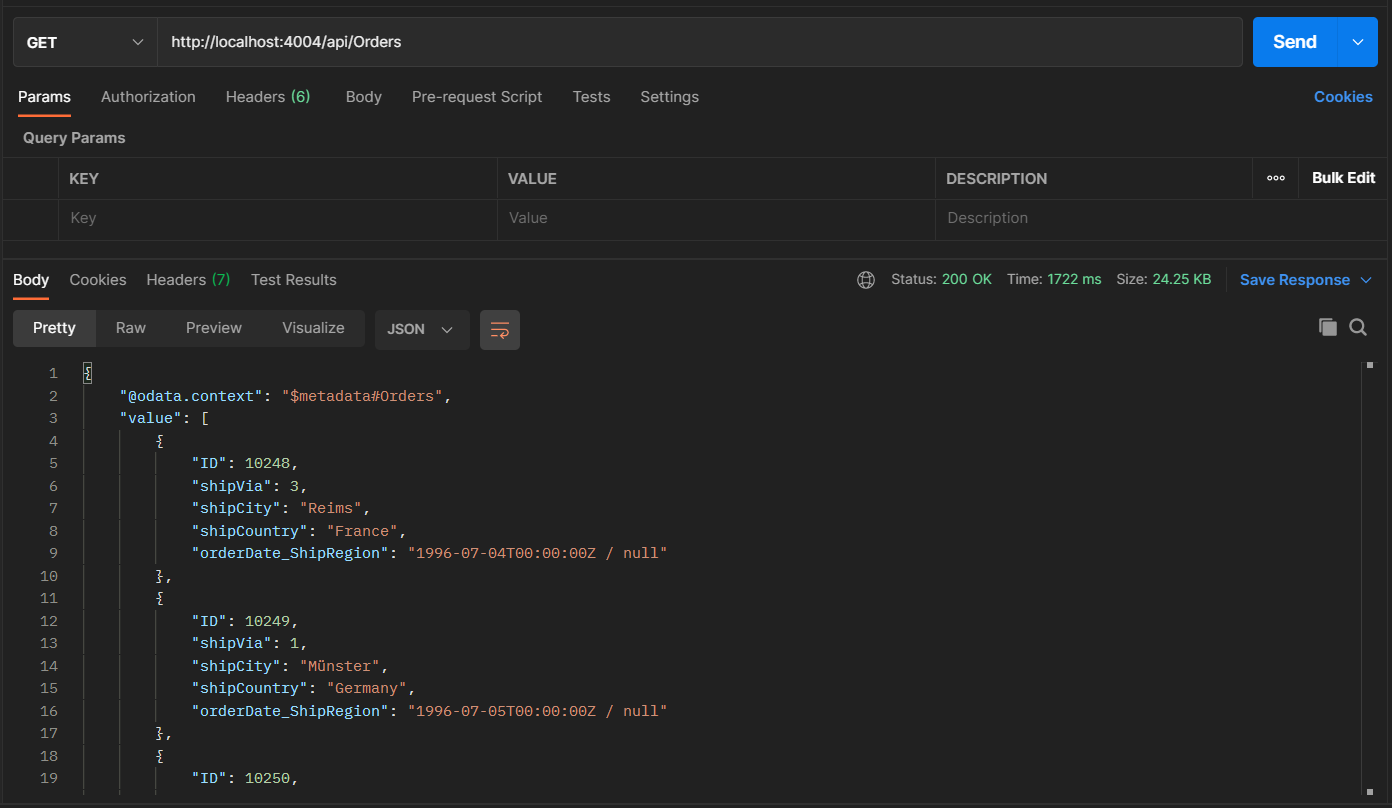 GET http://localhost:4004/api/Orders Send
Params Authorization Headers (6) Body Pre-request Script Tests Settings Cookies
Query Params
KEY VALUE DESCRIPTION ooo Bulk Edit
Key Value Description
Body Cookies Headers (7) Test Results Status: 200 OK Time: 1722 ms Size: 24.25 KB Save Response
Pretty Raw Preview Visualize JSON
1 {
2 "@odata.context": "$metadata#Orders",
3 "value": [
4 {
5 "ID": 10248,
6 "shipVia": 3,
7 "shipCity": "Reims",
8 "shipCountry": "France",
9 "orderDate_ShipRegion": "1996-07-04T00:00:00Z / null"
10 },
11 {
12 "ID": 10249,
13 "shipVia": 1,
14 "shipCity": "Münster",
15 "shipCountry": "Germany",
16 "orderDate_ShipRegion": "1996-07-05T00:00:00Z / null"
17 },
18 {
19 "ID": 10250,